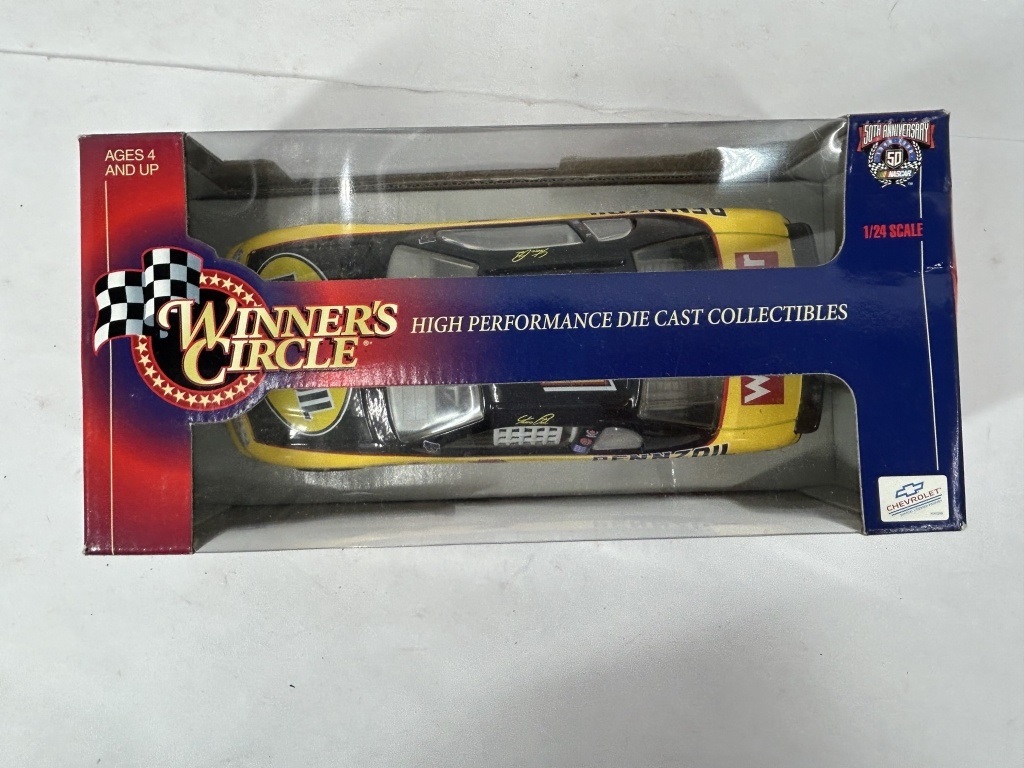 AGES 4
AND UP
50TH ANNIVERSARY
50
NASCAR
1/24 SCALE
PENNZOIL
WINNER'S
CIRCLE
HIGH PERFORMANCE DIE CAST COLLECTIBLES
PENNZOIL
CHEVROLET